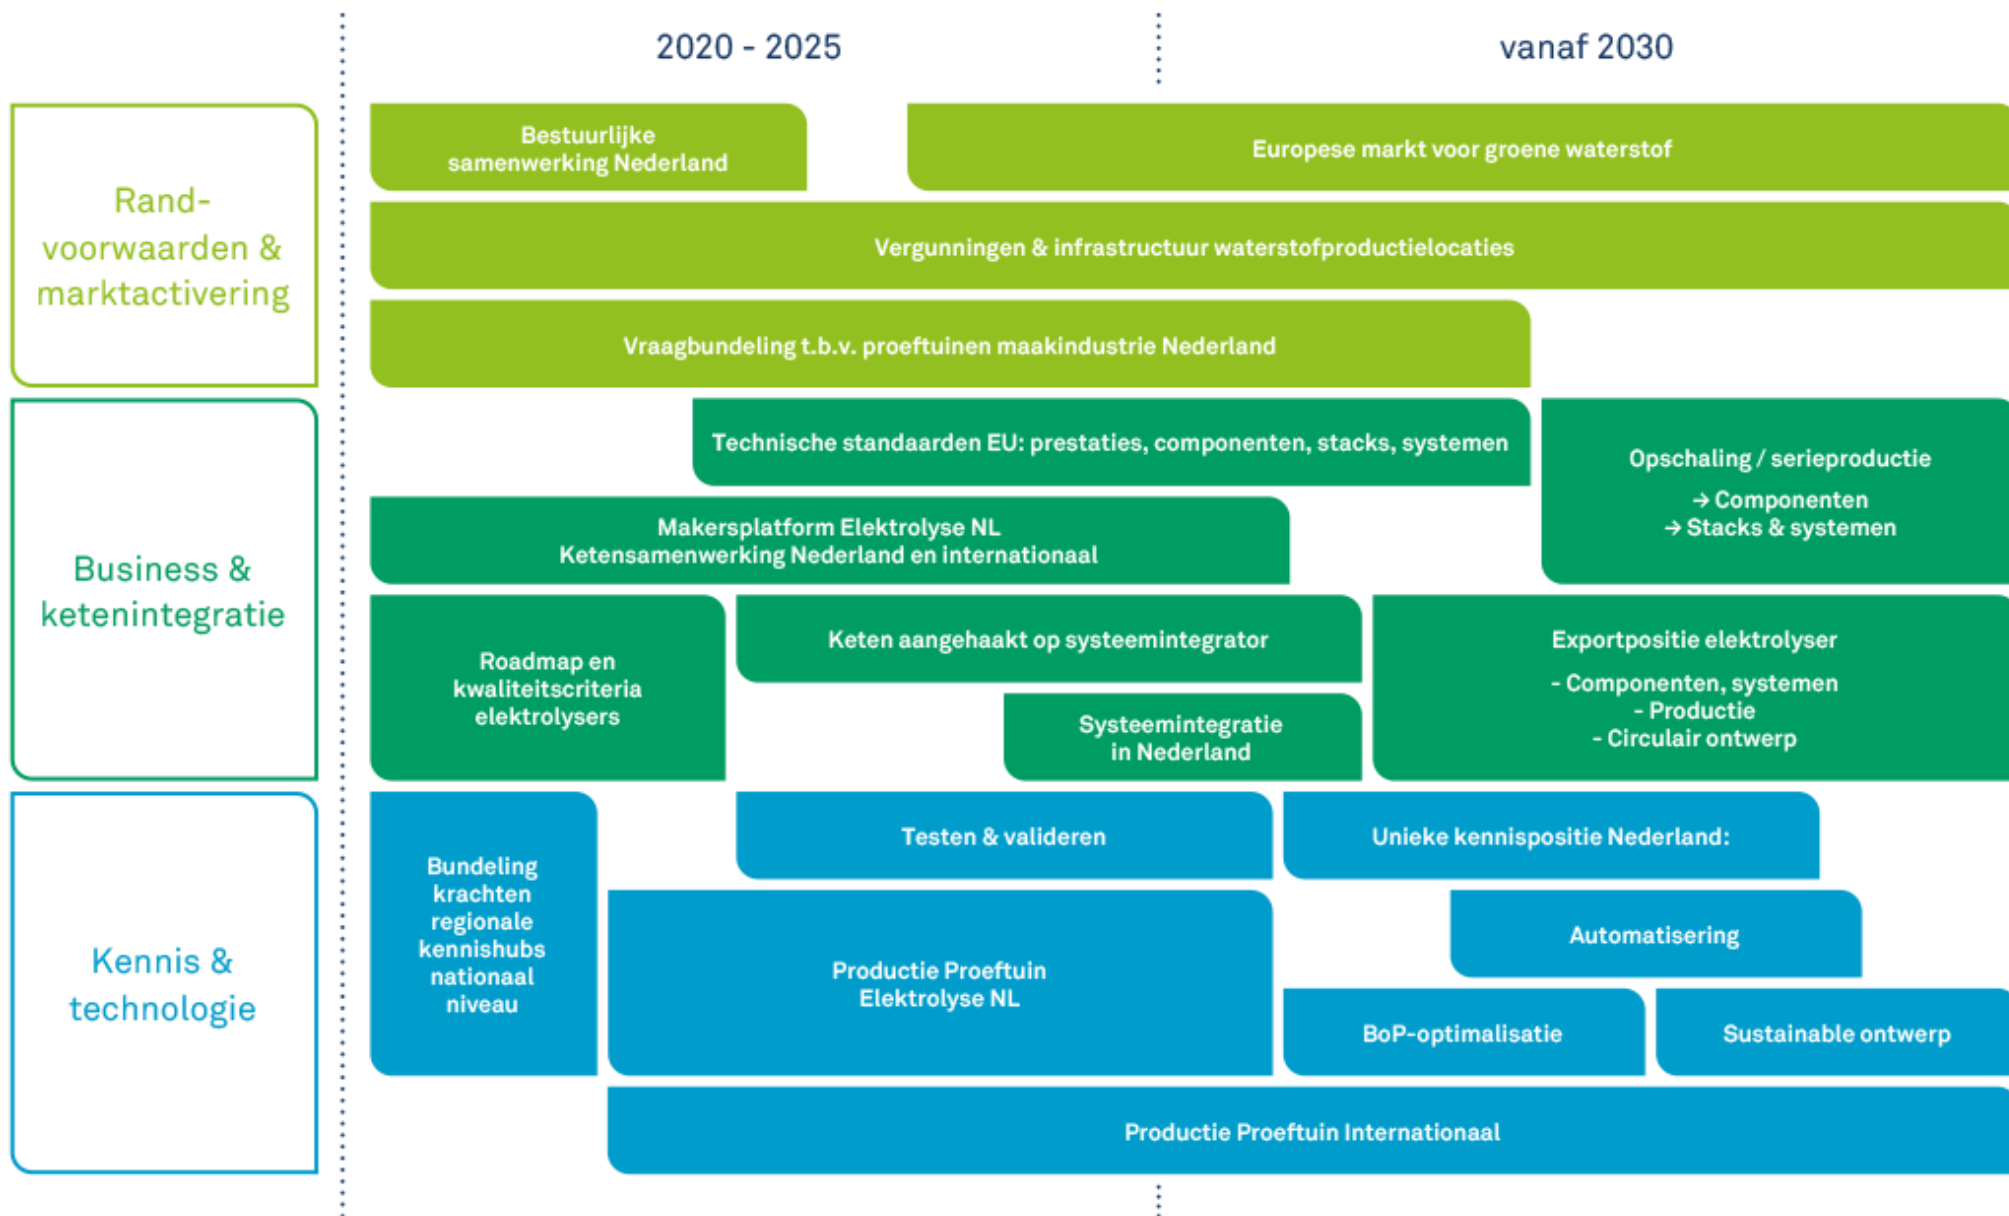 2020 - 2025
vanaf 2030
Rand-
voorwaarden &
marktactivering
Bestuurlijke
samenwerking Nederland
Europese markt voor groene waterstof
Vergunningen & infrastructuur waterstofproductielocaties
Vraagbundeling t.b.v. proeftuinen maakindustrie Nederland
Business &
ketenintegratie
Technische standaarden EU: prestaties, componenten, stacks, systemen
Opschaling / serieproductie
→ Componenten
→ Stacks & systemen
Makersplatform Elektrolyse NL
Ketensamenwerking Nederland en internationaal
Roadmap en
kwaliteitscriteria
elektrolysers
Keten aangehaakt op systeemintegrator
Systeemintegratie
in Nederland
Exportpositie elektrolyser
- Componenten, systemen
- Productie
- Circulair ontwerp
Kennis &
technologie
Bundeling
krachten
regionale
kennishubs
nationaal
niveau
Testen & valideren
Unieke kennispositie Nederland:
Productie Proeftuin
Elektrolyse NL
Automatisering
BoP-optimalisatie
Sustainable ontwerp
Productie Proeftuin Internationaal